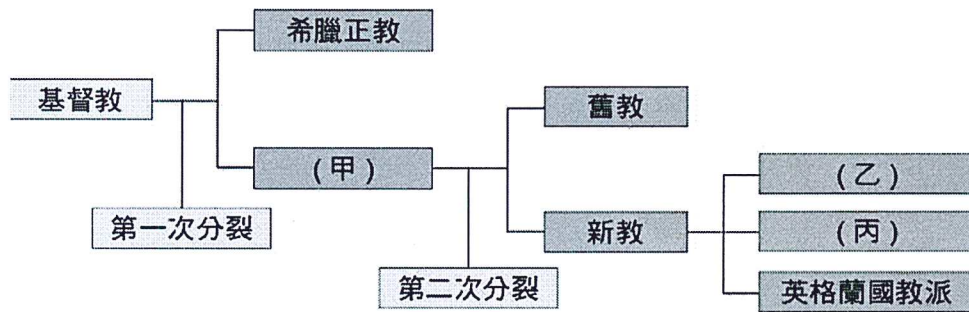 希臘正教
基督教
舊教
(甲)
(乙)
第一次分裂
新教
(丙)
第二次分裂
英格蘭國教派